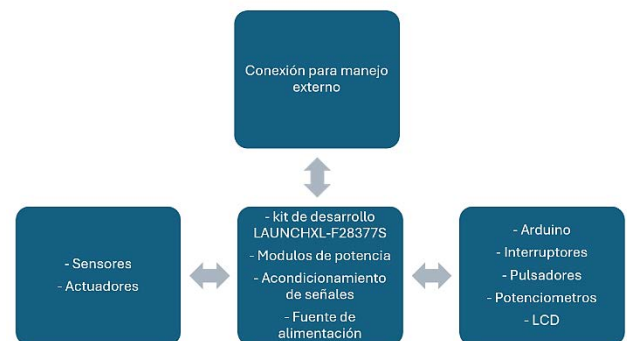 Conexión para manejo
externo
- Sensores
- Actuadores
- kit de desarrollo
LAUNCHXL-F28377S
- Modulos de potencia
- Acondicionamiento
de señales
- Fuente de
alimentación
- Arduino
- Interruptores
- Pulsadores
- Potenciometros
- LCD